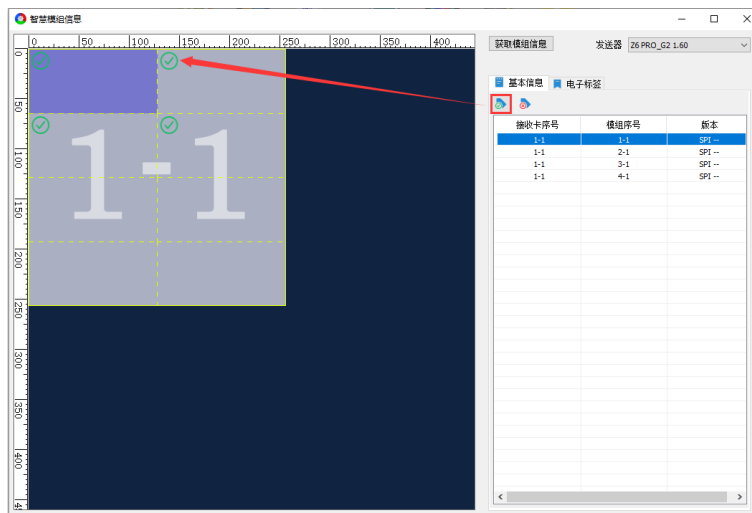 智慧模组信息
0 50 100 150 200 250 300 350 400
获取模组信息 发送器 Z6 PRO_G2 1.60
基本信息 电子标签
接收卡序号 模组序号 版本
1-1 1-1 SPI --
1-1 2-1 SPI --
1-1 3-1 SPI --
1-1 4-1 SPI --
0
50
100
150
200
250
300
350
400
1-1